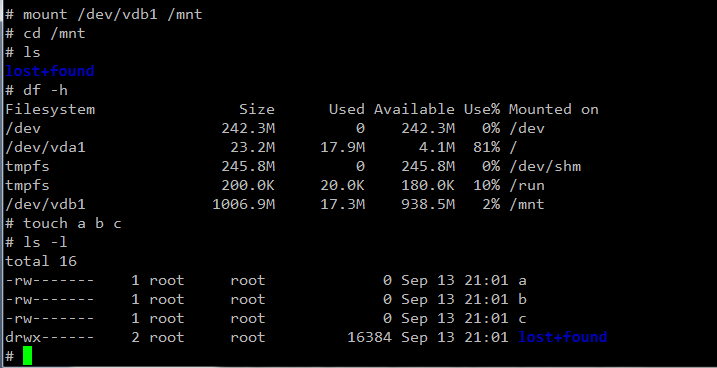 # mount /dev/vdb1 /mnt
# cd /mnt
# ls
lost+found
# df -h
Filesystem                Size      Used Available Use% Mounted on
/dev                    242.3M         0    242.3M   0% /dev
/dev/vda1                23.2M     17.9M      4.1M  81% /
tmpfs                   245.8M         0    245.8M   0% /dev/shm
tmpfs                   200.0K     20.0K    180.0K  10% /run
/dev/vdb1              1006.9M     17.3M    938.5M   2% /mnt
# touch a b c
# ls -l
total 16
-rw-------    1 root     root             0 Sep 13 21:01 a
-rw-------    1 root     root             0 Sep 13 21:01 b
-rw-------    1 root     root             0 Sep 13 21:01 c
drwx------    2 root     root         16384 Sep 13 21:01 lost+found
#